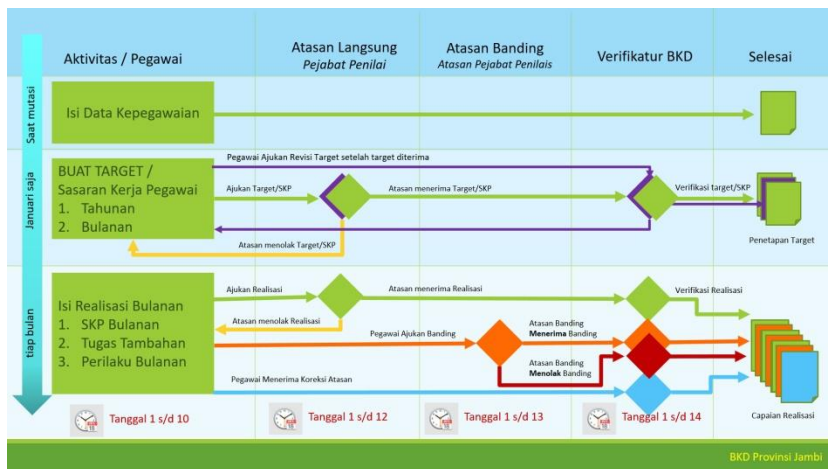 Aktivitas / Pegawai
Atasan Langsung
Pejabat Penilai
Atasan Banding
Atasan Pejabat Penilais
Verifikatur BKD
Selesai
Saat mutasi
Isi Data Kepegawaian
Januari saja
BUAT TARGET /
Sasaran Kerja Pegawai
1. Tahunan
2. Bulanan
Pegawai Ajukan Revisi Target setelah target diterima
Ajukan Target/SKP
Atasan menerima Target/SKP
Verifikasi target/SKP
Atasan menolak Target/SKP
Penetapan Target
tiap bulan
Isi Realisasi Bulanan
1. SKP Bulanan
2. Tugas Tambahan
3. Perilaku Bulanan
Ajukan Realisasi
Atasan menerima Realisasi
Verifikasi Realisasi
Atasan menolak Realisasi
Pegawai Ajukan Banding
Atasan Banding
Menerima Banding
Atasan Banding
Menolak Banding
Pegawai Menerima Koreksi Atasan
Capaian Realisasi
Tanggal 1 s/d 10
Tanggal 1 s/d 12
Tanggal 1 s/d 13
Tanggal 1 s/d 14
BKD Provinsi Jambi